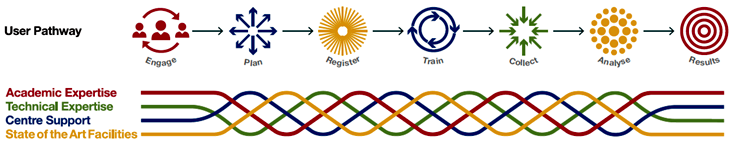 User Pathway
Engage
Plan
Register
Train
Collect
Analyse
Results
Academic Expertise
Technical Expertise
Centre Support
State of the Art Facilities